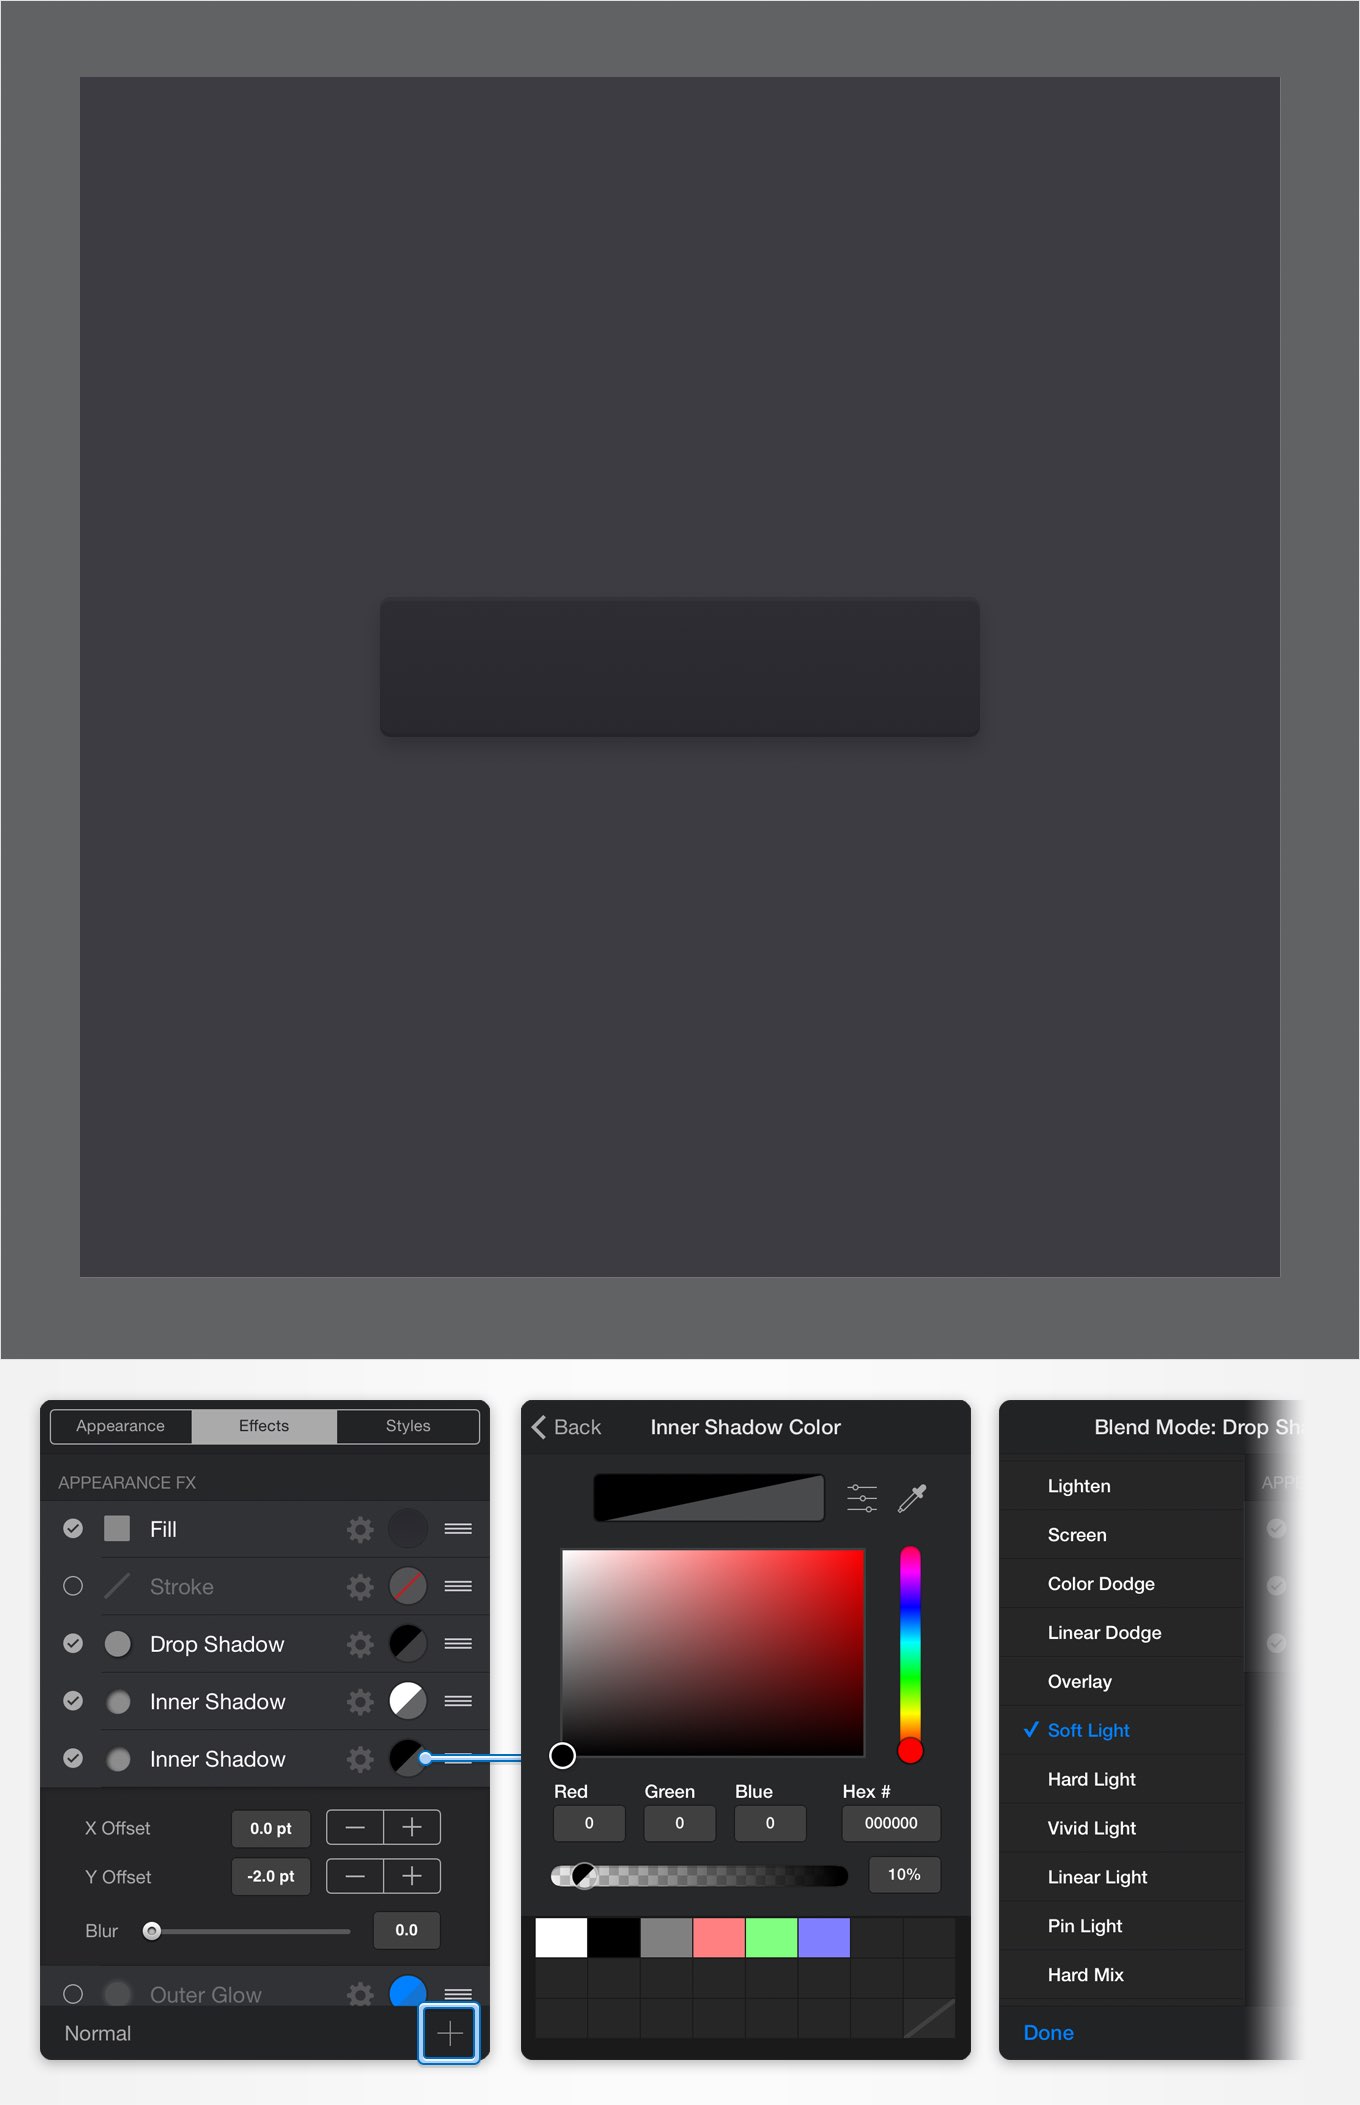 Appearance Effects Styles
APPEARANCE FX
Fill
Stroke
Drop Shadow
Inner Shadow
Inner Shadow
X Offset 0.0 pt
Y Offset -2.0 pt
Blur 0.0
Outer Glow
Normal
Back Inner Shadow Color
Red Green Blue Hex #
0 0 0 000000
10%
Blend Mode: Drop Sh
APPE
Lighten
Screen
Color Dodge
Linear Dodge
Overlay
Soft Light
Hard Light
Vivid Light
Linear Light
Pin Light
Hard Mix
Done